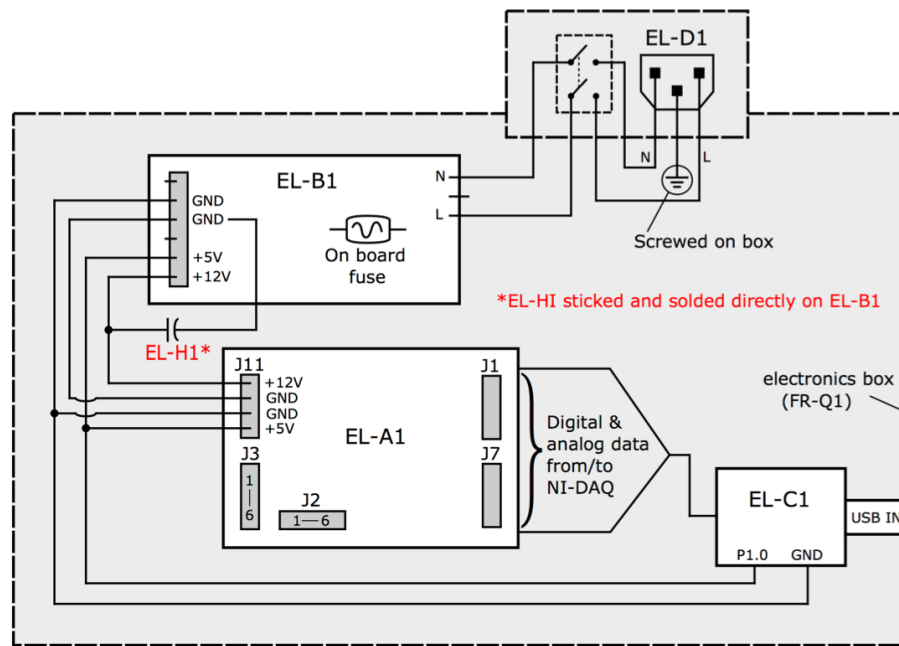 EL-D1
N
L
Screwed on box
EL-B1
N
L
GND
GND
+5V
+12V
On board
fuse
*EL-HI sticked and solded directly on EL-B1
EL-H1*
J11
+12V
GND
GND
+5V
EL-A1
J1
J7
J3
1
6
J2
1
6
Digital &
analog data
from/to
NI-DAQ
electronics box
(FR-Q1)
EL-C1
P1.0
GND
USB IN